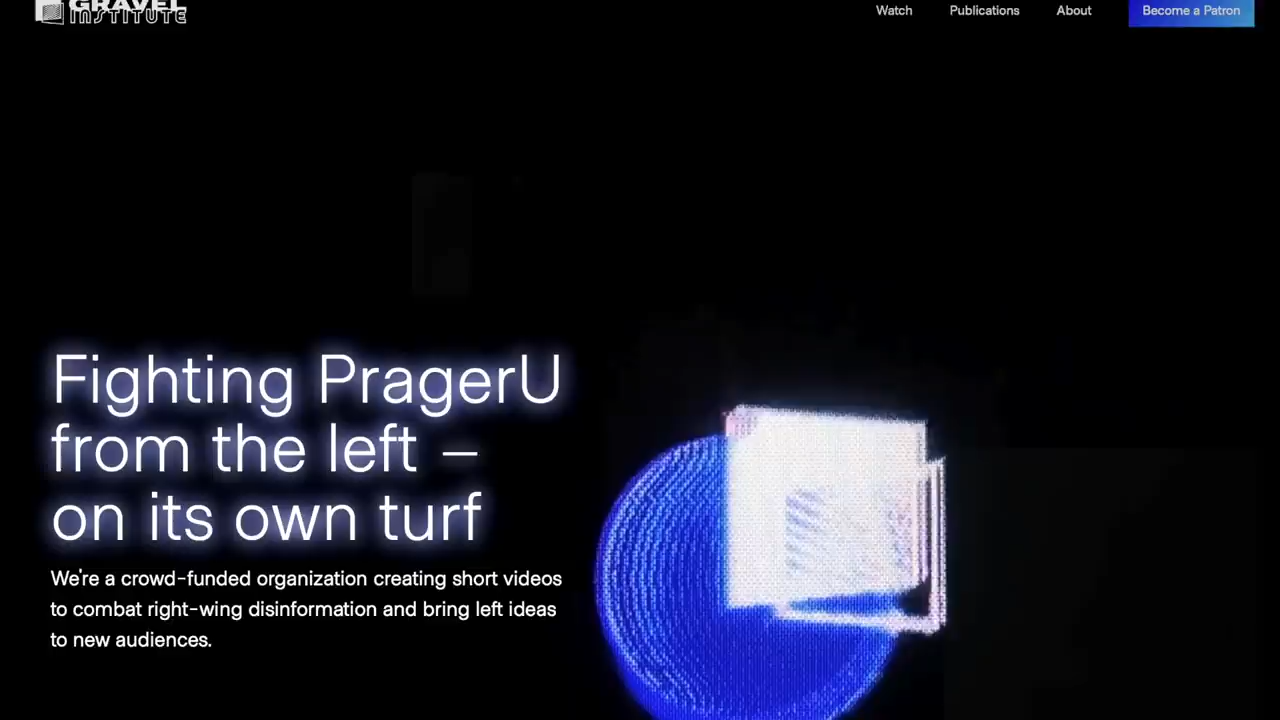 GRAVEL
INSTITUTE
Watch
Publications
About
Become a Patron
Fighting PragerU
from the left –
on its own turf
We're a crowd-funded organization creating short videos
to combat right-wing disinformation and bring left ideas
to new audiences.